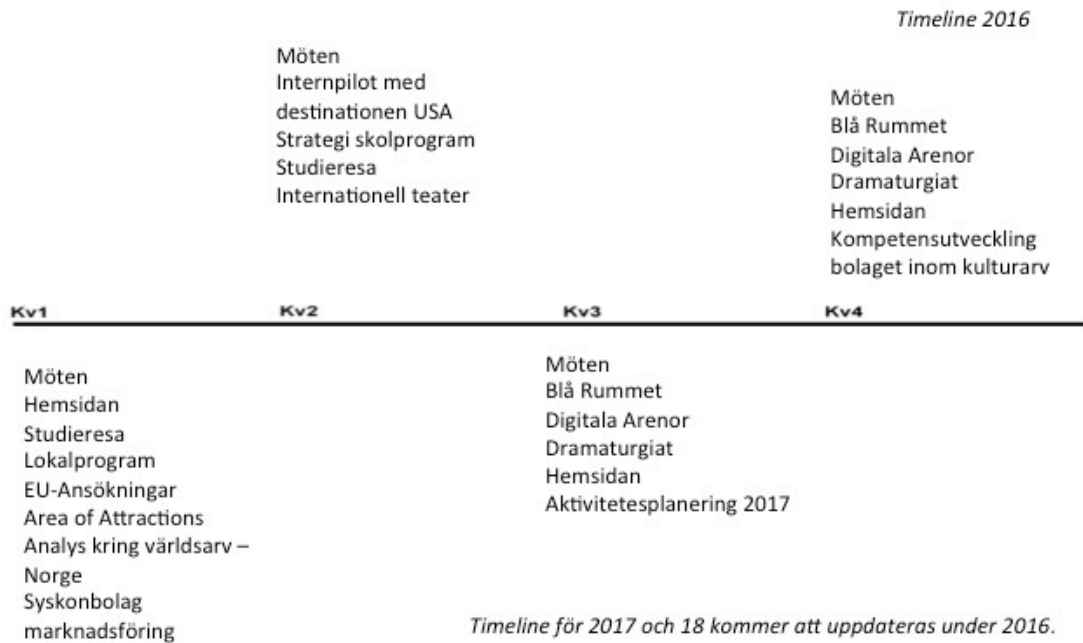 Timeline 2016
Möten
Internpilot med
destinationen USA
Strategi skolprogram
Studieresa
Internationell teater
Möten
Blå Rummet
Digitala Arenor
Dramaturgiat
Hemsidan
Kompetensutveckling
bolaget inom kulturarv
Kv1 Kv2 Kv3 Kv4
Möten
Hemsidan
Studieresa
Lokalprogram
EU-Ansökningar
Area of Attractions
Analys kring världsarv –
Norge
Syskonbolag
marknadsföring
Möten
Blå Rummet
Digitala Arenor
Dramaturgiat
Hemsidan
Aktivitetesplanering 2017
Timeline för 2017 och 18 kommer att uppdateras under 2016.